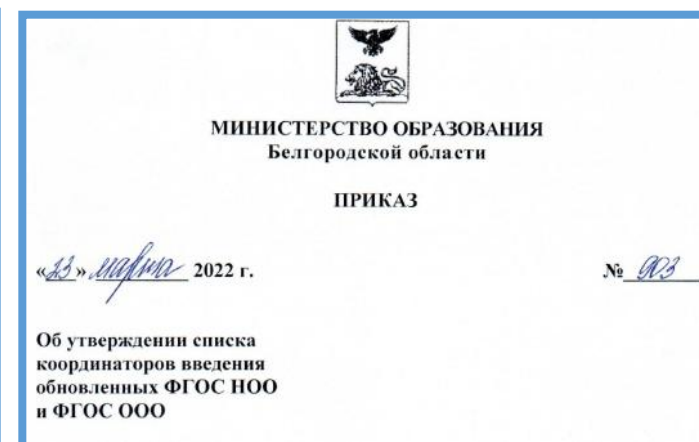 МИНИСТЕРСТВО ОБРАЗОВАНИЯ
Белгородской области
ПРИКАЗ
«23» марта 2022 г.
№ 903
Об утверждении списка
координаторов введения
обновленных ФГОС НОО
и ФГОС ООО